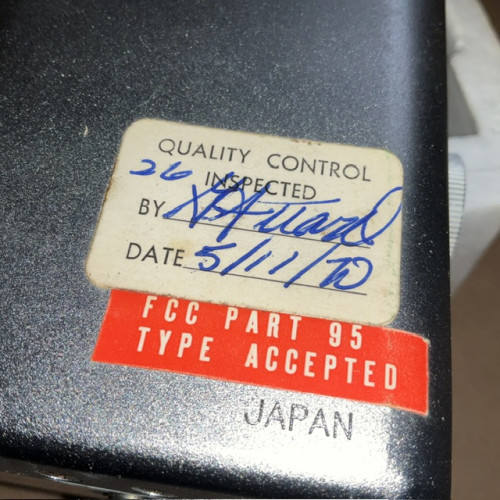 QUALITY CONTROL
26 INSPECTED
BY
DATE 5/11/70
FCC PART 95
TYPE ACCEPTED
JAPAN